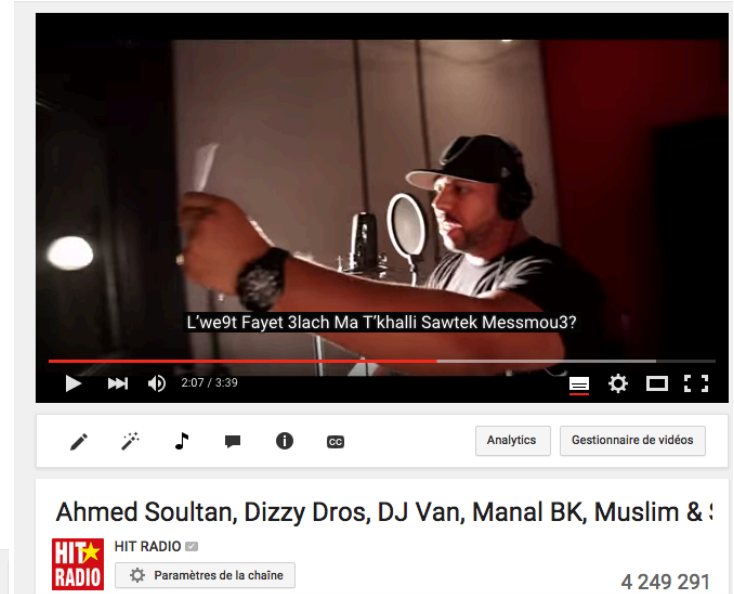 L'we9t Fayet 3lach Ma T'khalli Sawtek Messmou3?
2:07 / 3:39
CC
Analytics
Gestionnaire de vidéos
Ahmed Soultan, Dizzy Dros, DJ Van, Manal BK, Muslim &
HIT RADIO
HIT RADIO
Paramètres de la chaîne
4 249 291